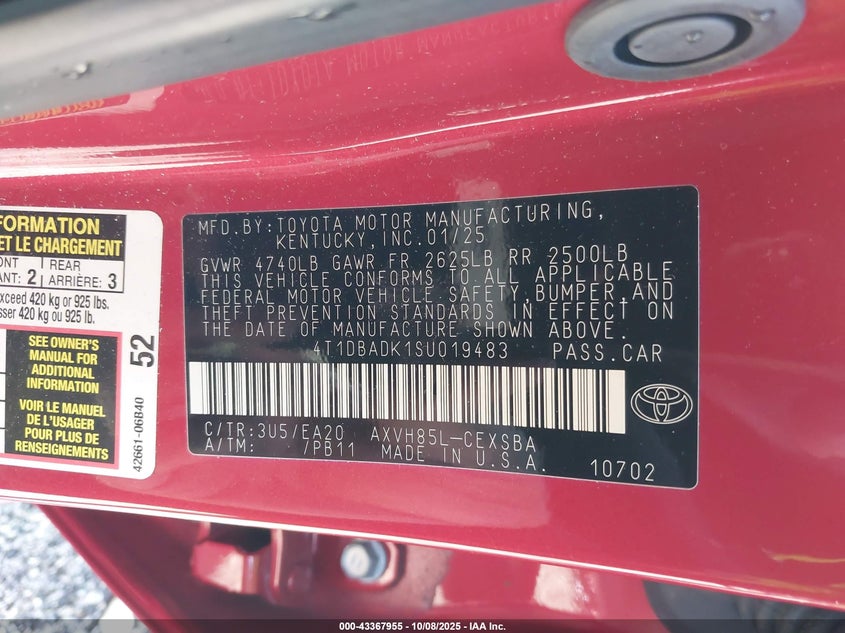 FORMATION
ET LE CHARGEMENT
ANT: 2 REAR ARRIÈRE: 3
exceed 420 kg or 925 lbs.
sser 420 kg ou 925 lb.
SEE OWNER'S
MANUAL FOR
ADDITIONAL
INFORMATION
VOIR LE MANUEL
DE L'USAGER
POUR PLUS DE
RENSEIGNEMENTS
52
42661-06B40
MFD.BY:TOYOTA MOTOR MANUFACTURING,
KENTUCKY,INC.01/25
GVWR 4740LB GAWR FR 2625LB RR 2500LB
THIS VEHICLE CONFORMS TO ALL APPLICABLE
FEDERAL MOTOR VEHICLE SAFETY,BUMPER,AND
THEFT PREVENTION STANDARDS IN EFFECT ON
THE DATE OF MANUFACTURE SHOWN ABOVE.
4T1DBADK1SU019483 PASS.CAR
C/TR:3U5/EA20 AXVH85L-CEXSBA
A/TM: /PB11 MADE IN U.S.A.
10702
000-43367955 - 10/08/2025 - IAA Inc.